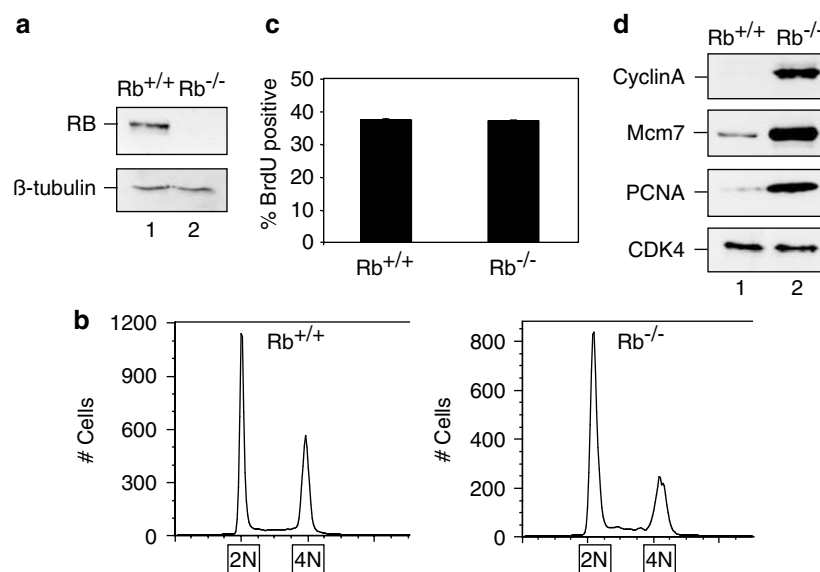 a
Rb+/+ Rb-/-
RB
ß-tubulin
1 2
c
% BrdU positive
50
40
30
20
10
0
Rb+/+ Rb-/-
d
Rb+/+ Rb-/-
CyclinA
Mcm7
PCNA
CDK4
1 2
b
# Cells
1200
900
600
300
0
Rb+/+
2N 4N
# Cells
800
600
400
200
0
Rb-/-
2N 4N